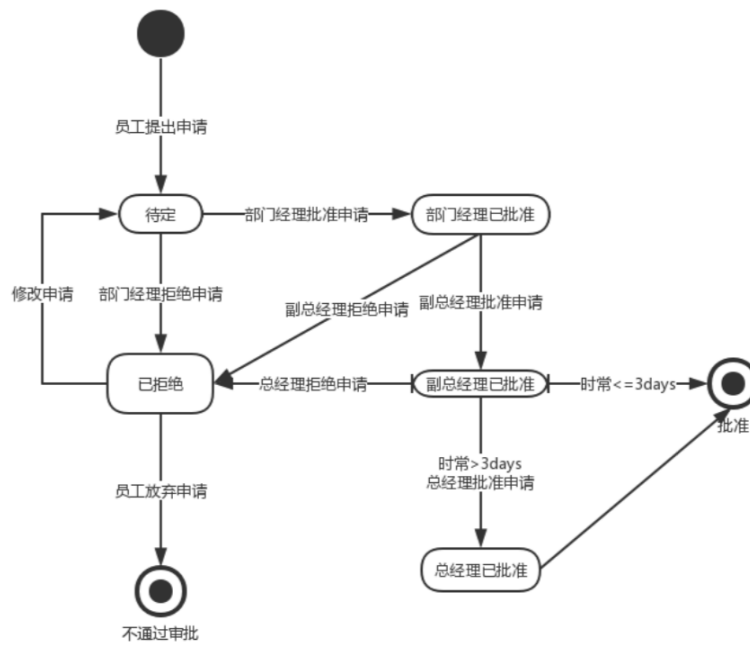 员工提出申请
待定
部门经理批准申请
部门经理已批准
修改申请
部门经理拒绝申请
副总经理拒绝申请
副总经理批准申请
已拒绝
总经理拒绝申请
副总经理已批准
时常<=3days
批准
时常>3days
总经理批准申请
员工放弃申请
总经理已批准
不通过审批